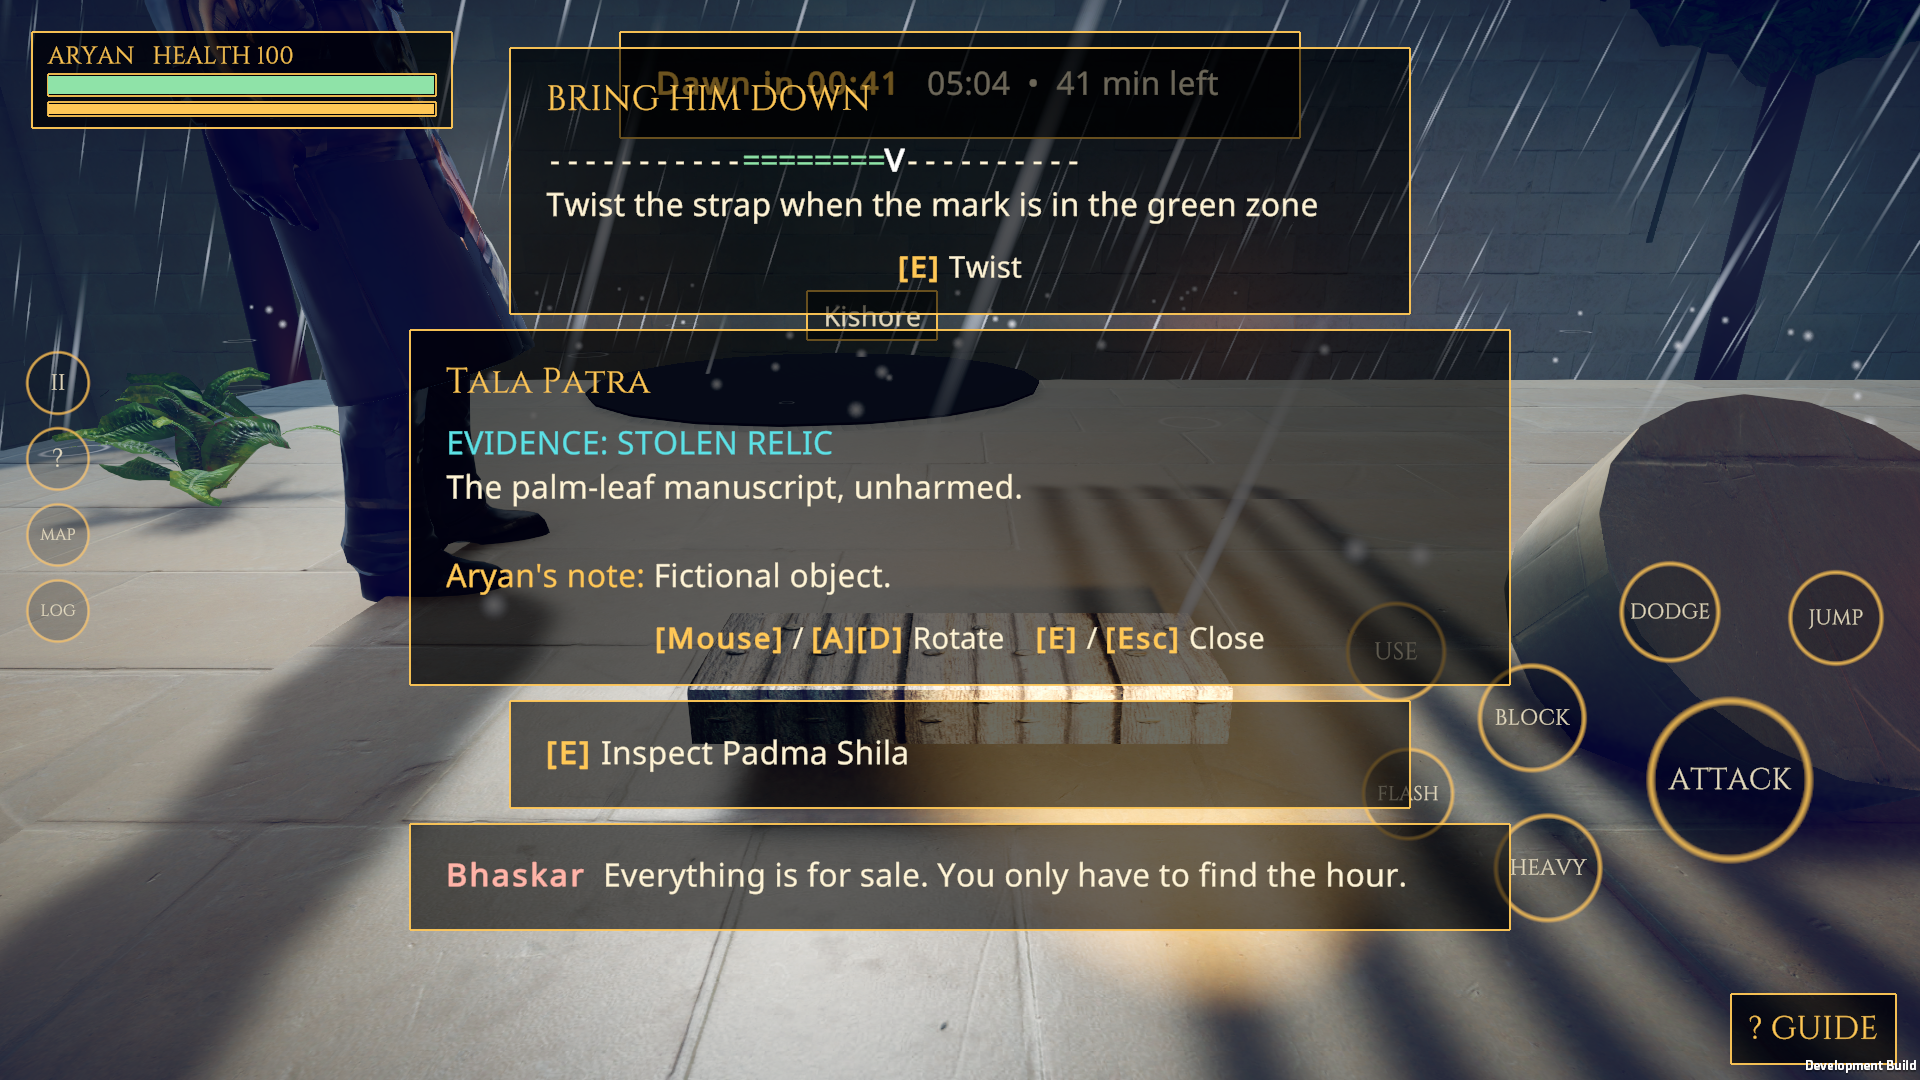 ARYAN HEALTH 100
Dawn in 00:41 05:04 • 41 min left
BRING HIM DOWN
-----------========V----------
Twist the strap when the mark is in the green zone
[E] Twist
Kishore
TALA PATRA
EVIDENCE: STOLEN RELIC
The palm-leaf manuscript, unharmed.
Aryan's note: Fictional object.
[Mouse] / [A][D] Rotate [E] / [Esc] Close
[E] Inspect Padma Shila
Bhaskar Everything is for sale. You only have to find the hour.
II
?
MAP
LOG
USE
DODGE
JUMP
BLOCK
FLASH
ATTACK
HEAVY
? GUIDE
Development Build